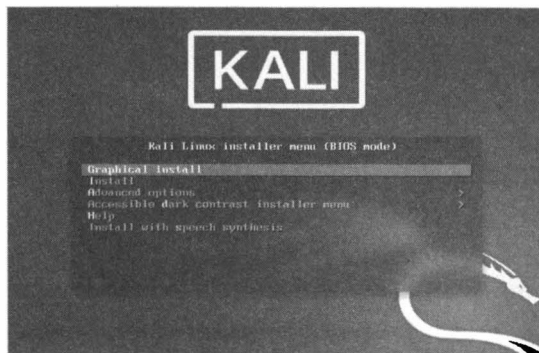 KALI
Kali Linux installer menu (BIOS mode)
Graphical install
Install
Advanced options >
Accessible dark contrast installer menu >
Help
Install with speech synthesis